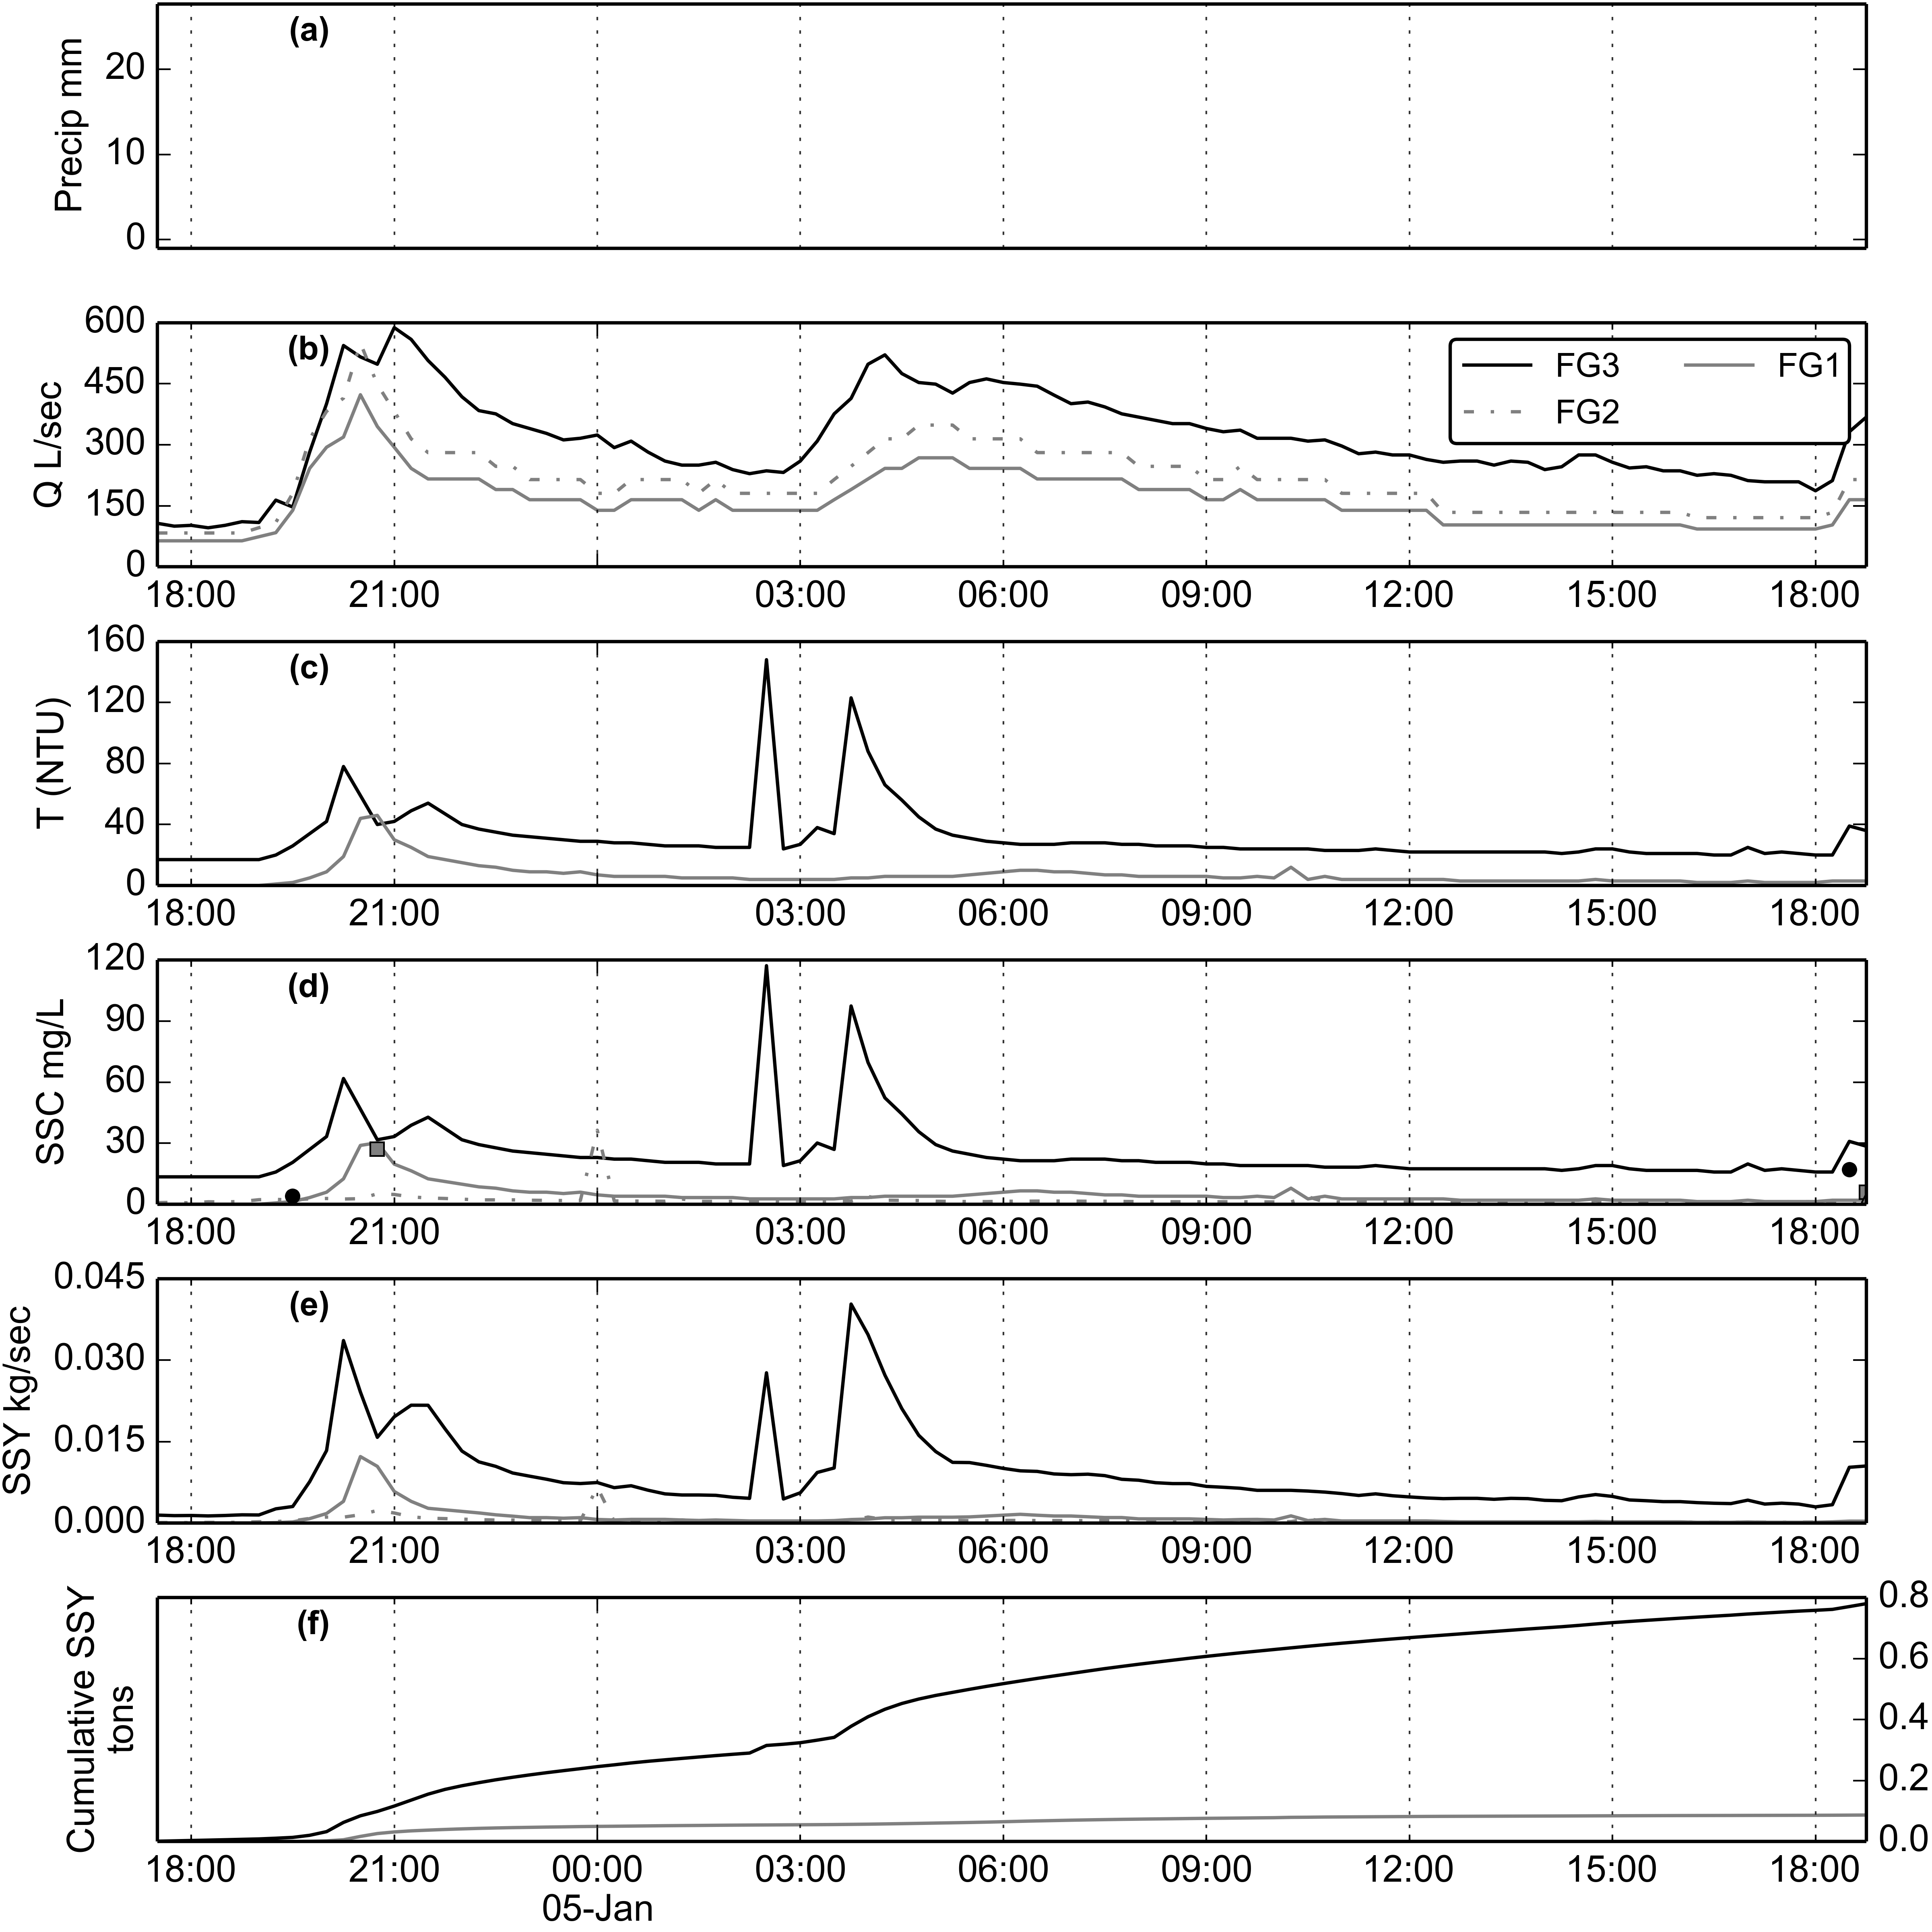 (a)
Precip mm
20
10
0
(b)
Q L/sec
600
450
300
150
0
FG3 FG1
FG2
18:00 21:00 03:00 06:00 09:00 12:00 15:00 18:00
(c)
T (NTU)
160
120
80
40
0
18:00 21:00 03:00 06:00 09:00 12:00 15:00 18:00
(d)
SSC mg/L
120
90
60
30
0
18:00 21:00 03:00 06:00 09:00 12:00 15:00 18:00
(e)
SSY kg/sec
0.045
0.030
0.015
0.000
18:00 21:00 03:00 06:00 09:00 12:00 15:00 18:00
(f)
Cumulative SSY
tons
0.8
0.6
0.4
0.2
0.0
18:00 21:00 00:00 03:00 06:00 09:00 12:00 15:00 18:00
05-Jan